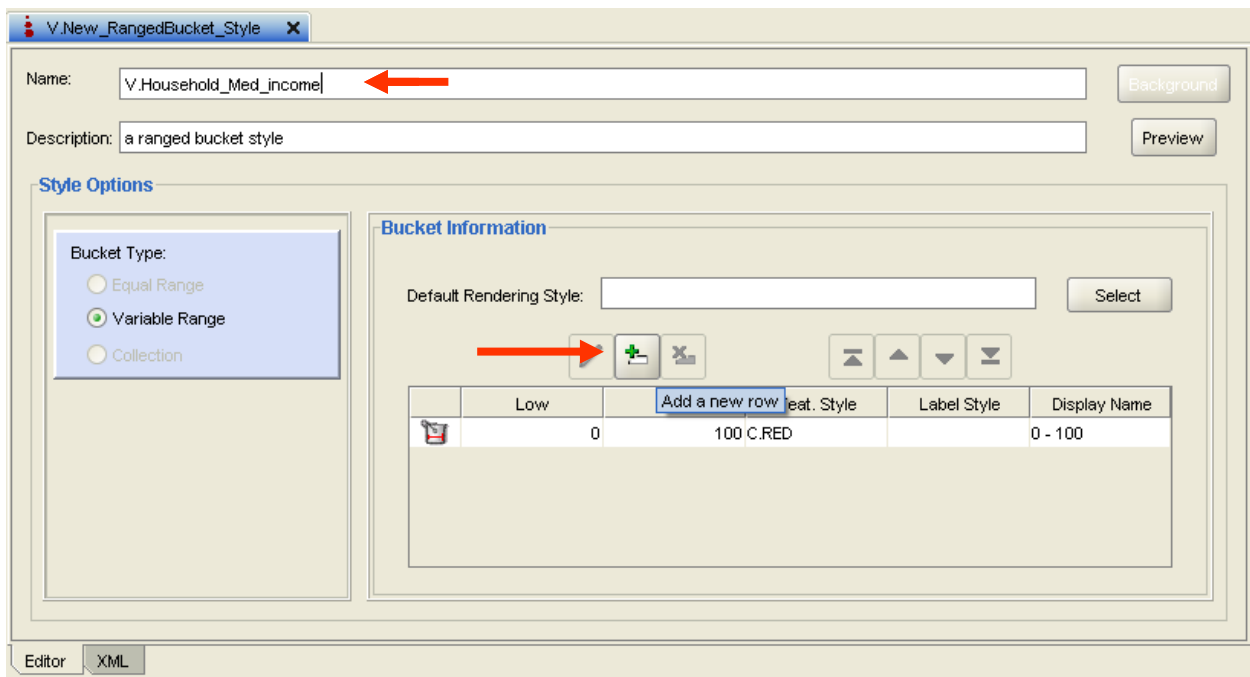 V.New_RangedBucket_Style
Name: V.Household_Med_income Background
Description: a ranged bucket style Preview
Style Options
Bucket Information
Bucket Type:
Equal Range
Variable Range
Collection
Default Rendering Style: Select
Add a new row
Low eat. Style Label Style Display Name
0 100 C.RED 0 - 100
Editor XML